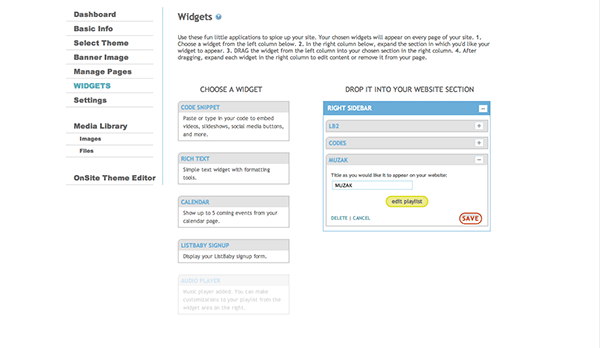 Dashboard
Basic Info
Select Theme
Banner Image
Manage Pages
WIDGETS
Settings
Media Library
Images
Files
OnSite Theme Editor
Widgets ?
Use these fun little applications to spice up your site. Your chosen widgets will appear on every page of your site. 1.
Choose a widget from the left column below. 2. In the right column below, expand the section in which you'd like your
widget to appear. 3. DRAG the widget from the left column into your chosen section in the right column. 4. After
dragging, expand each widget in the right column to edit content or remove it from your page.
CHOOSE A WIDGET
CODE SNIPPET
Paste or type in your code to embed
videos, slideshows, social media buttons,
and more.
RICH TEXT
Simple text widget with formatting
tools.
CALENDAR
Show up to 5 coming events from your
calendar page.
LISTBABY SIGNUP
Display your ListBaby signup form.
AUDIO PLAYER
Music player added. You can make
customizations to your playlist from the
widget area on the right.
DROP IT INTO YOUR WEBSITE SECTION
RIGHT SIDEBAR
LB2
CODES
MUZAK
Title as you would like it to appear on your website:
MUZAK
edit playlist
DELETE | CANCEL
SAVE